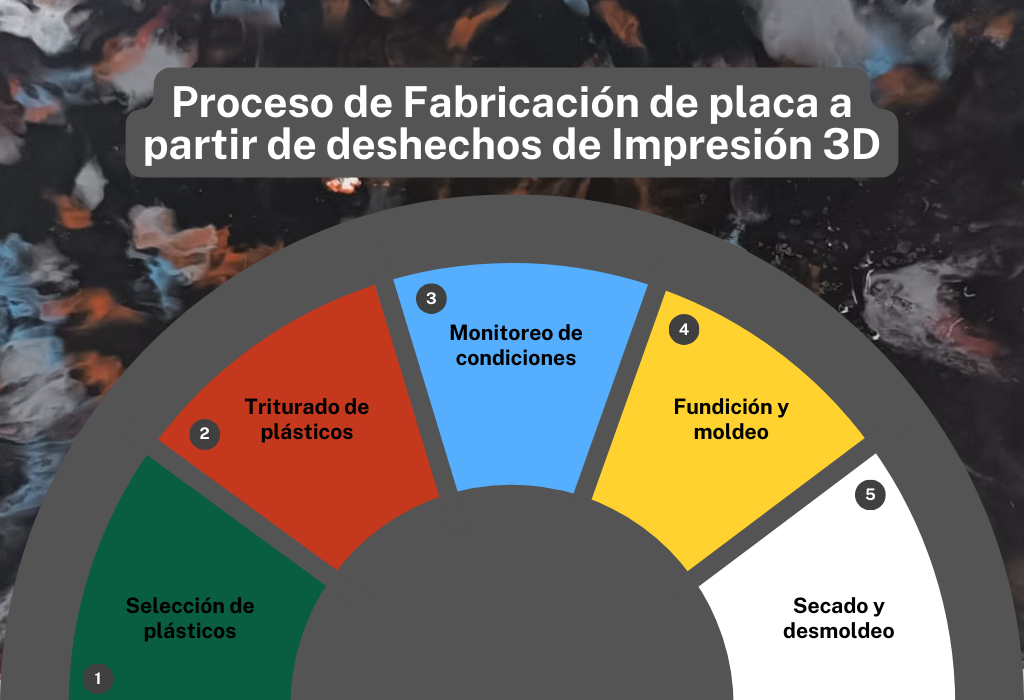 Proceso de Fabricación de placa a
partir de deshechos de Impresión 3D
1
Selección de
plásticos
2
Triturado de
plásticos
3
Monitoreo de
condiciones
4
Fundición y
moldeo
5
Secado y
desmoldeo